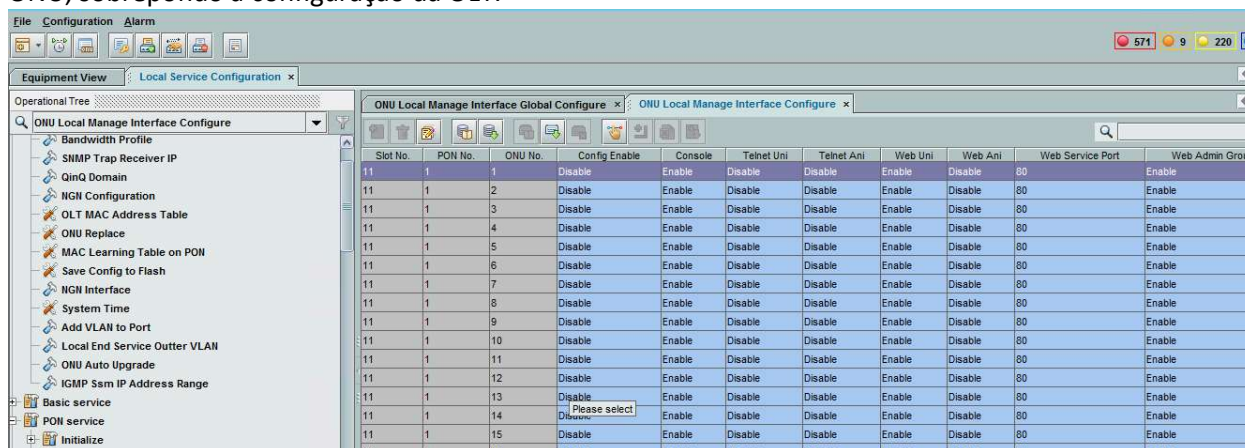 ONU, sobrepondo a configuração da OLT.
File Configuration Alarm
571 9 220
Equipment View Local Service Configuration ×
Operational Tree
ONU Local Manage Interface Configure
Bandwidth Profile
SNMP Trap Receiver IP
QinQ Domain
NGN Configuration
OLT MAC Address Table
ONU Replace
MAC Learning Table on PON
Save Config to Flash
NGN Interface
System Time
Add VLAN to Port
Local End Service Outter VLAN
ONU Auto Upgrade
IGMP Ssm IP Address Range
Basic service
PON service
Initialize
ONU Local Manage Interface Global Configure × ONU Local Manage Interface Configure ×
Slot No. PON No. ONU No. Config Enable Console Telnet Uni Telnet Ani Web Uni Web Ani Web Service Port Web Admin Grou
11 1 1 Disable Enable Disable Disable Enable Disable 80 Enable
11 1 2 Disable Enable Disable Disable Enable Disable 80 Enable
11 1 3 Disable Enable Disable Disable Enable Disable 80 Enable
11 1 4 Disable Enable Disable Disable Enable Disable 80 Enable
11 1 5 Disable Enable Disable Disable Enable Disable 80 Enable
11 1 6 Disable Enable Disable Disable Enable Disable 80 Enable
11 1 7 Disable Enable Disable Disable Enable Disable 80 Enable
11 1 8 Disable Enable Disable Disable Enable Disable 80 Enable
11 1 9 Disable Enable Disable Disable Enable Disable 80 Enable
11 1 10 Disable Enable Disable Disable Enable Disable 80 Enable
11 1 11 Disable Enable Disable Disable Enable Disable 80 Enable
11 1 12 Disable Enable Disable Disable Enable Disable 80 Enable
11 1 13 Disable Enable Disable Disable Enable Disable 80 Enable
Please select
11 1 14 Disable Enable Disable Disable Enable Disable 80 Enable
11 1 15 Disable Enable Disable Disable Enable Disable 80 Enable